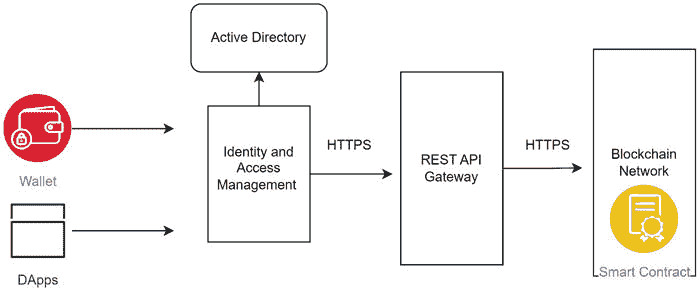 Active Directory
Wallet
DApps
Identity and
Access
Management
HTTPS
REST API
Gateway
HTTPS
Blockchain
Network
Smart Contract